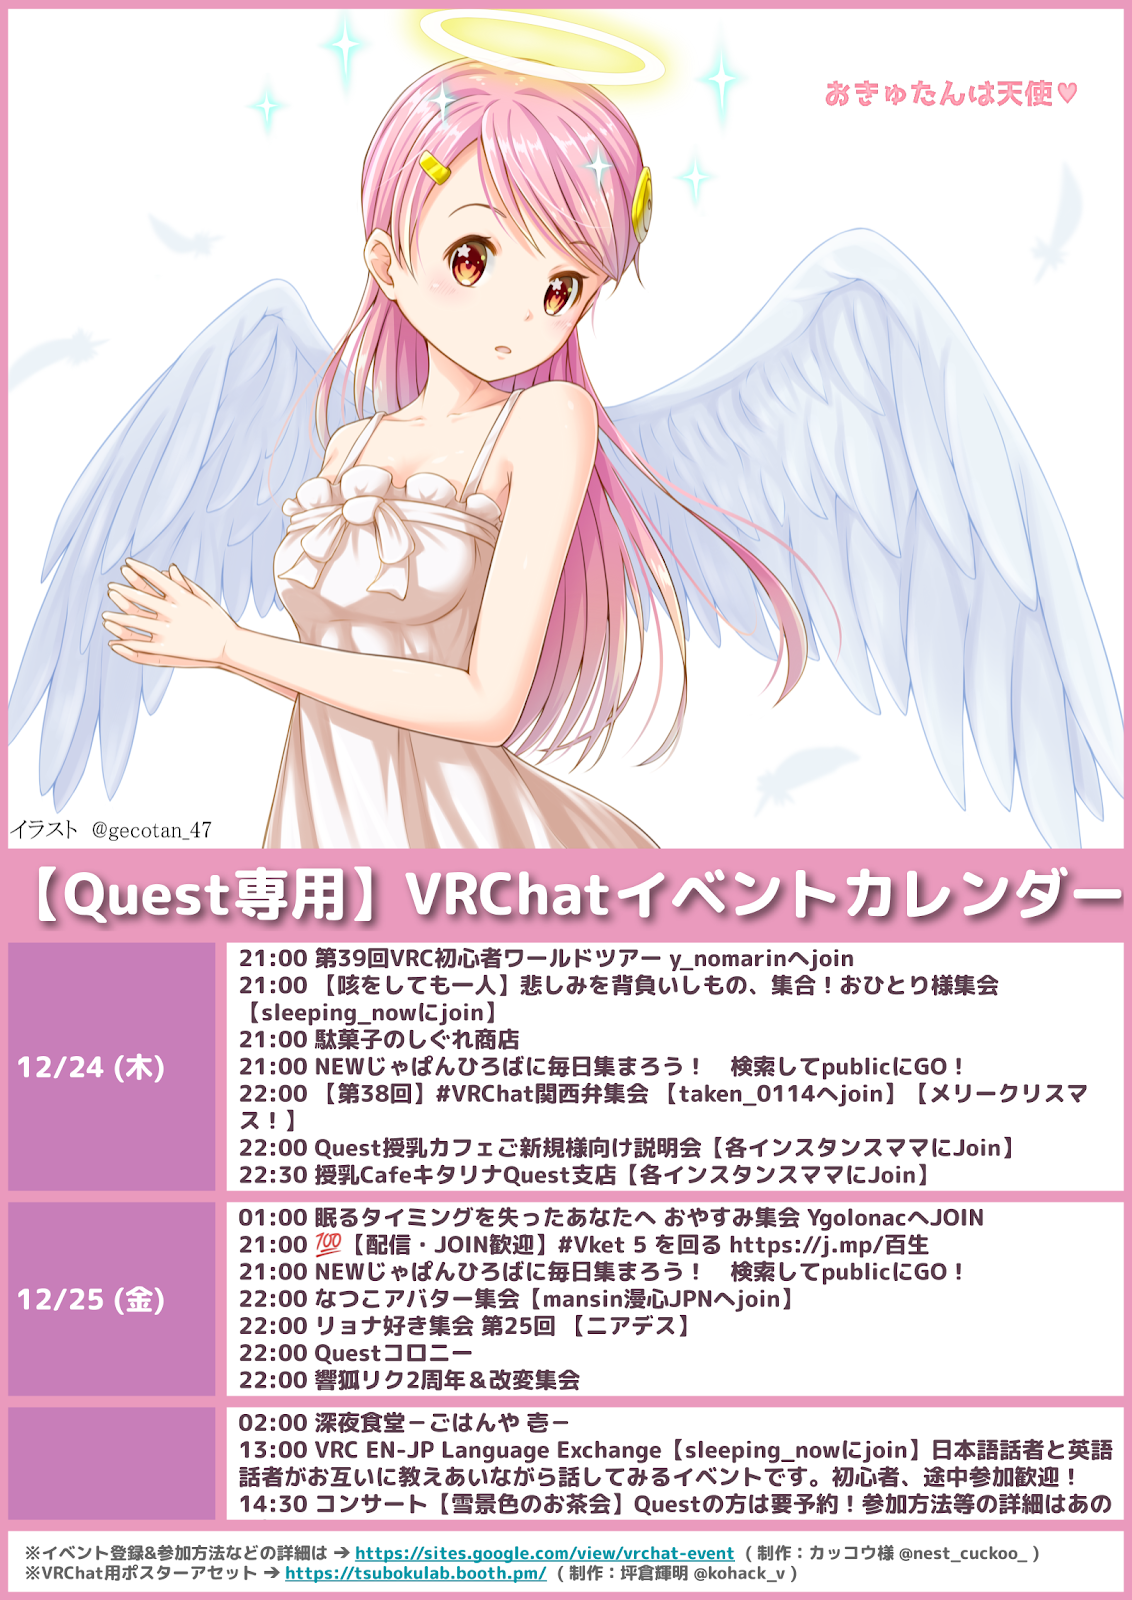 おきゅたんは天使♥
イラスト @gecotan_47
【Quest専用】VRChatイベントカレンダー
12/24 (木)
21:00 第39回VRC初心者ワールドツアー y_nomarinへjoin
21:00 【咳をしても一人】悲しみを背負いしもの、集合！おひとり様集会
【sleeping_nowにjoin】
21:00 駄菓子のしぐれ商店
21:00 NEWじゃぱんひろばに毎日集まろう！　検索してpublicにGO！
22:00 【第38回】#VRChat関西弁集会 【taken_0114へjoin】【メリークリスマ
ス！】
22:00 Quest授乳カフェご新規様向け説明会【各インスタンスママにJoin】
22:30 授乳CafeキタリナQuest支店【各インスタンスママにJoin】
12/25 (金)
01:00 眠るタイミングを失ったあなたへ おやすみ集会 YgolonacへJOIN
21:00 💯【配信・JOIN歓迎】#Vket 5 を回る https://j.mp/百生
21:00 NEWじゃぱんひろばに毎日集まろう！　検索してpublicにGO！
22:00 なつこアバター集会【mansin漫心JPNへjoin】
22:00 リョナ好き集会 第25回 【ニアデス】
22:00 Questコロニー
22:00 響狐リク2周年＆改変集会
02:00 深夜食堂－ごはんや 壱－
13:00 VRC EN-JP Language Exchange【sleeping_nowにjoin】日本語話者と英語
話者がお互いに教えあいながら話してみるイベントです。初心者、途中参加歓迎！
14:30 コンサート【雪景色のお茶会】Questの方は要予約！参加方法等の詳細はあの
※イベント登録&参加方法などの詳細は ➔ https://sites.google.com/view/vrchat-event （ 制作：カッコウ様 @nest_cuckoo_ ）
※VRChat用ポスターアセット ➔ https://tsubokulab.booth.pm/ （ 制作：坪倉輝明 @kohack_v ）